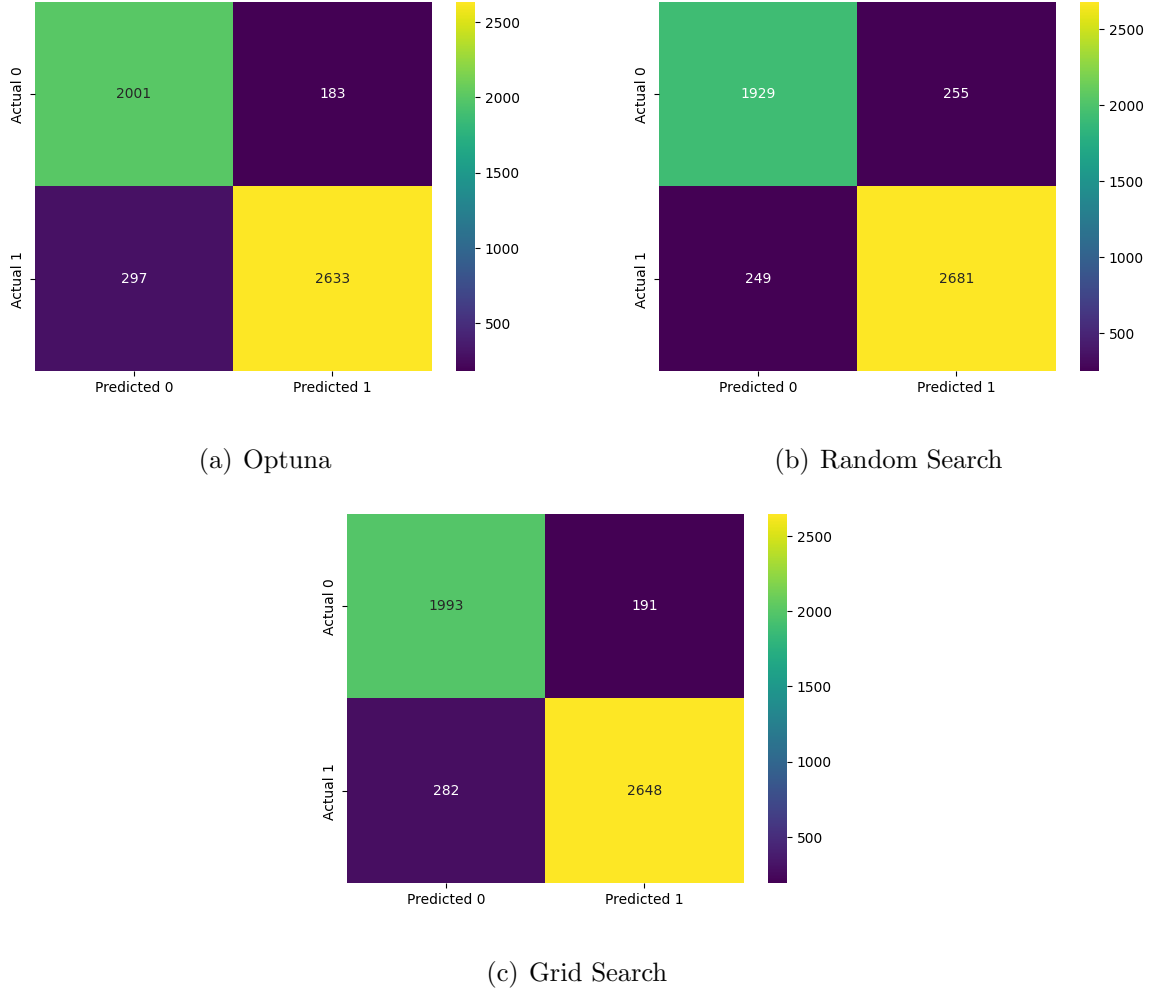 Actual 0
2001
183
Actual 1
297
2633
Predicted 0
Predicted 1
2500
2000
1500
1000
500
(a) Optuna
Actual 0
1929
255
Actual 1
249
2681
Predicted 0
Predicted 1
2500
2000
1500
1000
500
(b) Random Search
Actual 0
1993
191
Actual 1
282
2648
Predicted 0
Predicted 1
2500
2000
1500
1000
500
(c) Grid Search